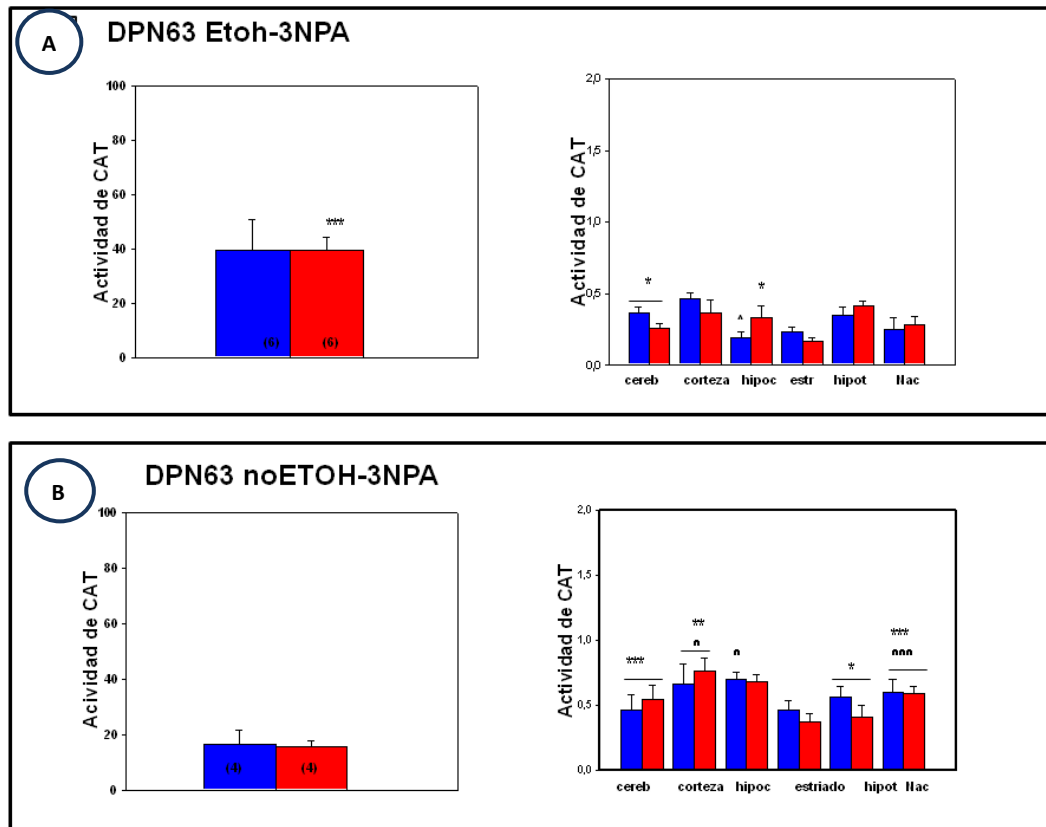 A
DPN63 Etoh-3NPA
Actividad de CAT
100
80
60
40
20
0
***
(6)
(6)
Actividad de CAT
2,0
1,5
1,0
0,5
0,0
*
*
^
cereb corteza hipoc estr hipot Nac
B
DPN63 noETOH-3NPA
Acividad de CAT
100
80
60
40
20
0
(4)
(4)
Actividad de CAT
2,0
1,5
1,0
0,5
0,0
***
**
n
n
*
***
nnn
cereb corteza hipoc estriado hipot Nac